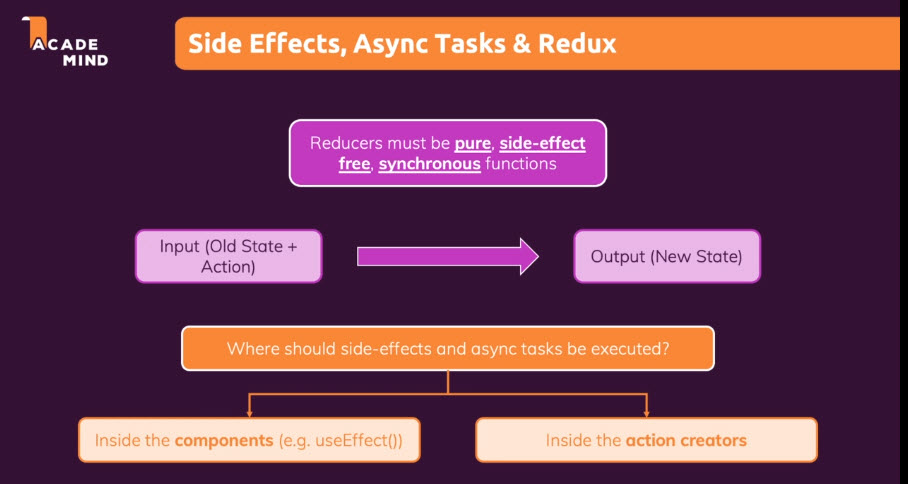 ACADE
MIND
Side Effects, Async Tasks & Redux
Reducers must be pure, side-effect
free, synchronous functions
Input (Old State +
Action)
Output (New State)
Where should side-effects and async tasks be executed?
Inside the components (e.g. useEffect())
Inside the action creators